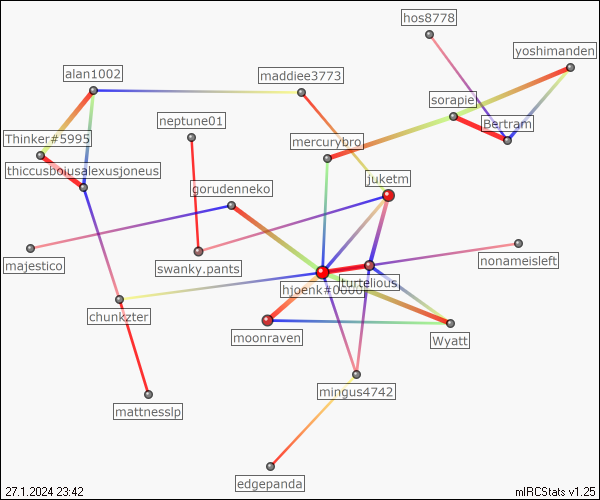 hos8778
yoshimanden
alan1002
maddiee3773
sorapie
neptune01
Bertram
Thinker#5995
mercurybro
thiccusboiusalexusjoneus
juketm
gorudenneko
majestico
swanky.pants
nonameisleft
hjoenk#0000
turtelious
chunkzter
moonraven
Wyatt
mingus4742
mattnesslp
edgepanda
27.1.2024 23:42
mIRCStats v1.25